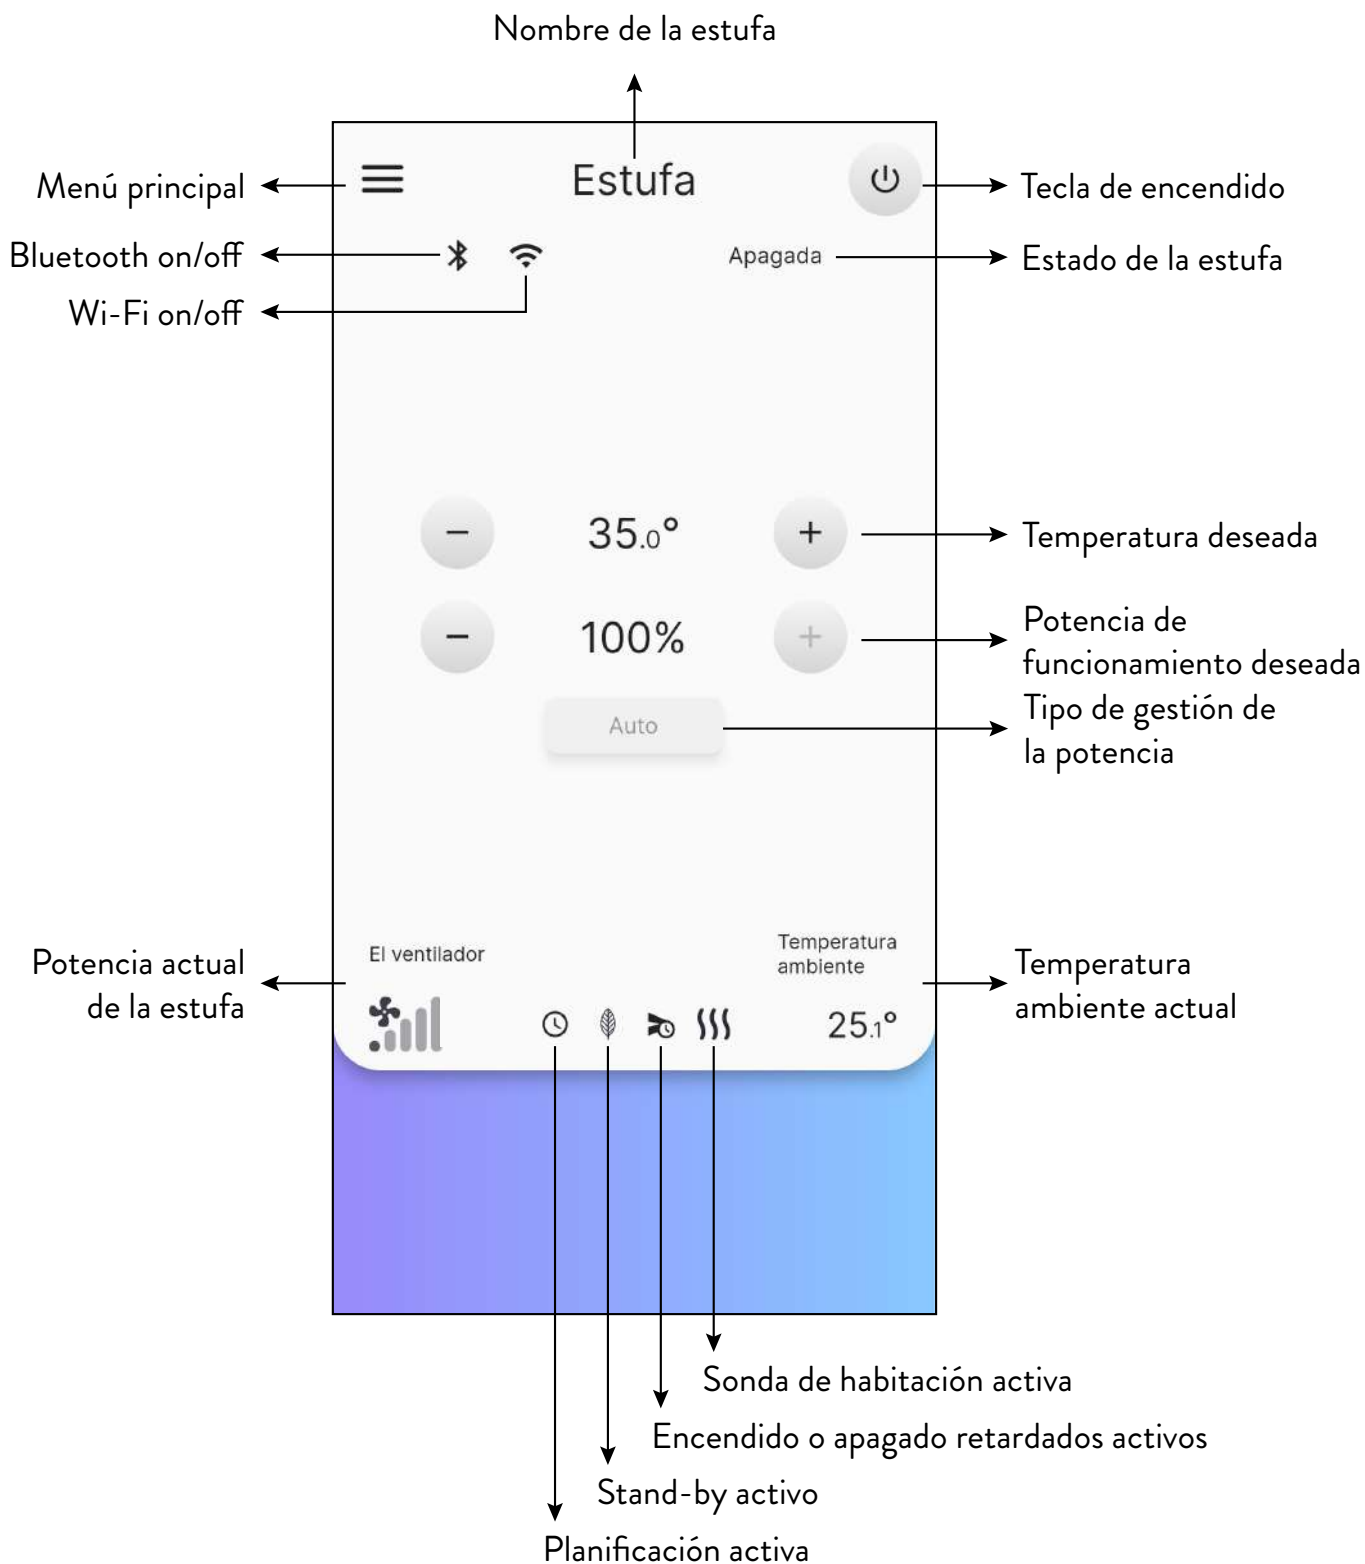 Nombre de la estufa
Menú principal
Estufa
Tecla de encendido
Bluetooth on/off
Apagada
Estado de la estufa
Wi-Fi on/off
35.0°
Temperatura deseada
100%
Potencia de
funcionamiento deseada
Auto
Tipo de gestión de
la potencia
Potencia actual
de la estufa
El ventilador
Temperatura
ambiente
25.1°
Temperatura
ambiente actual
Sonda de habitación activa
Encendido o apagado retardados activos
Stand-by activo
Planificación activa